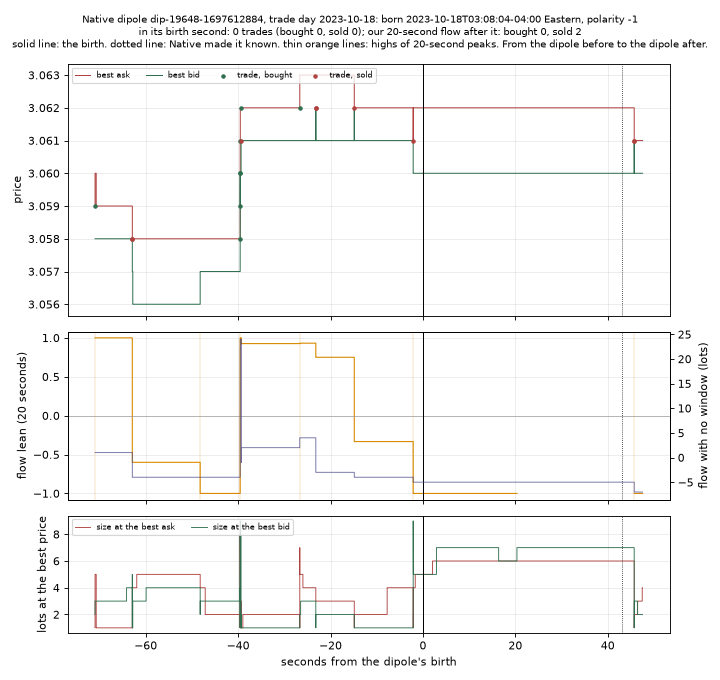 Native dipole dip-19648-1697612884, trade day 2023-10-18: born 2023-10-18T03:08:04-04:00 Eastern, polarity -1
in its birth second: 0 trades (bought 0, sold 0); our 20-second flow after it: bought 0, sold 2
solid line: the birth. dotted line: Native made it known. thin orange lines: highs of 20-second peaks. From the dipole before to the dipole after.
best ask best bid trade, bought trade, sold
3.063
3.062
3.061
3.060
3.059
3.058
3.057
3.056
price
1.0
0.5
0.0
−0.5
−1.0
flow lean (20 seconds)
25
20
15
10
5
0
−5
flow with no window (lots)
size at the best ask size at the best bid
8
6
4
2
lots at the best price
−60 −40 −20 0 20 40
seconds from the dipole's birth